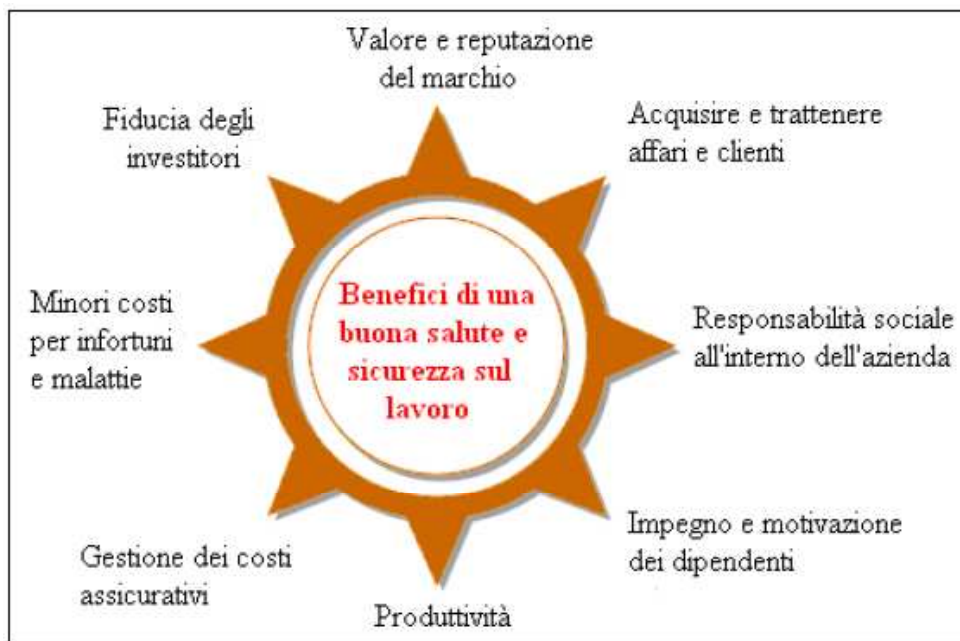 Valore e reputazione
del marchio
Acquisire e trattenere
affari e clienti
Responsabilità sociale
all'interno dell'azienda
Impegno e motivazione
dei dipendenti
Produttività
Gestione dei costi
assicurativi
Minori costi
per infortuni
e malattie
Fiducia degli
investitori
Benefici di una
buona salute e
sicurezza sul
lavoro